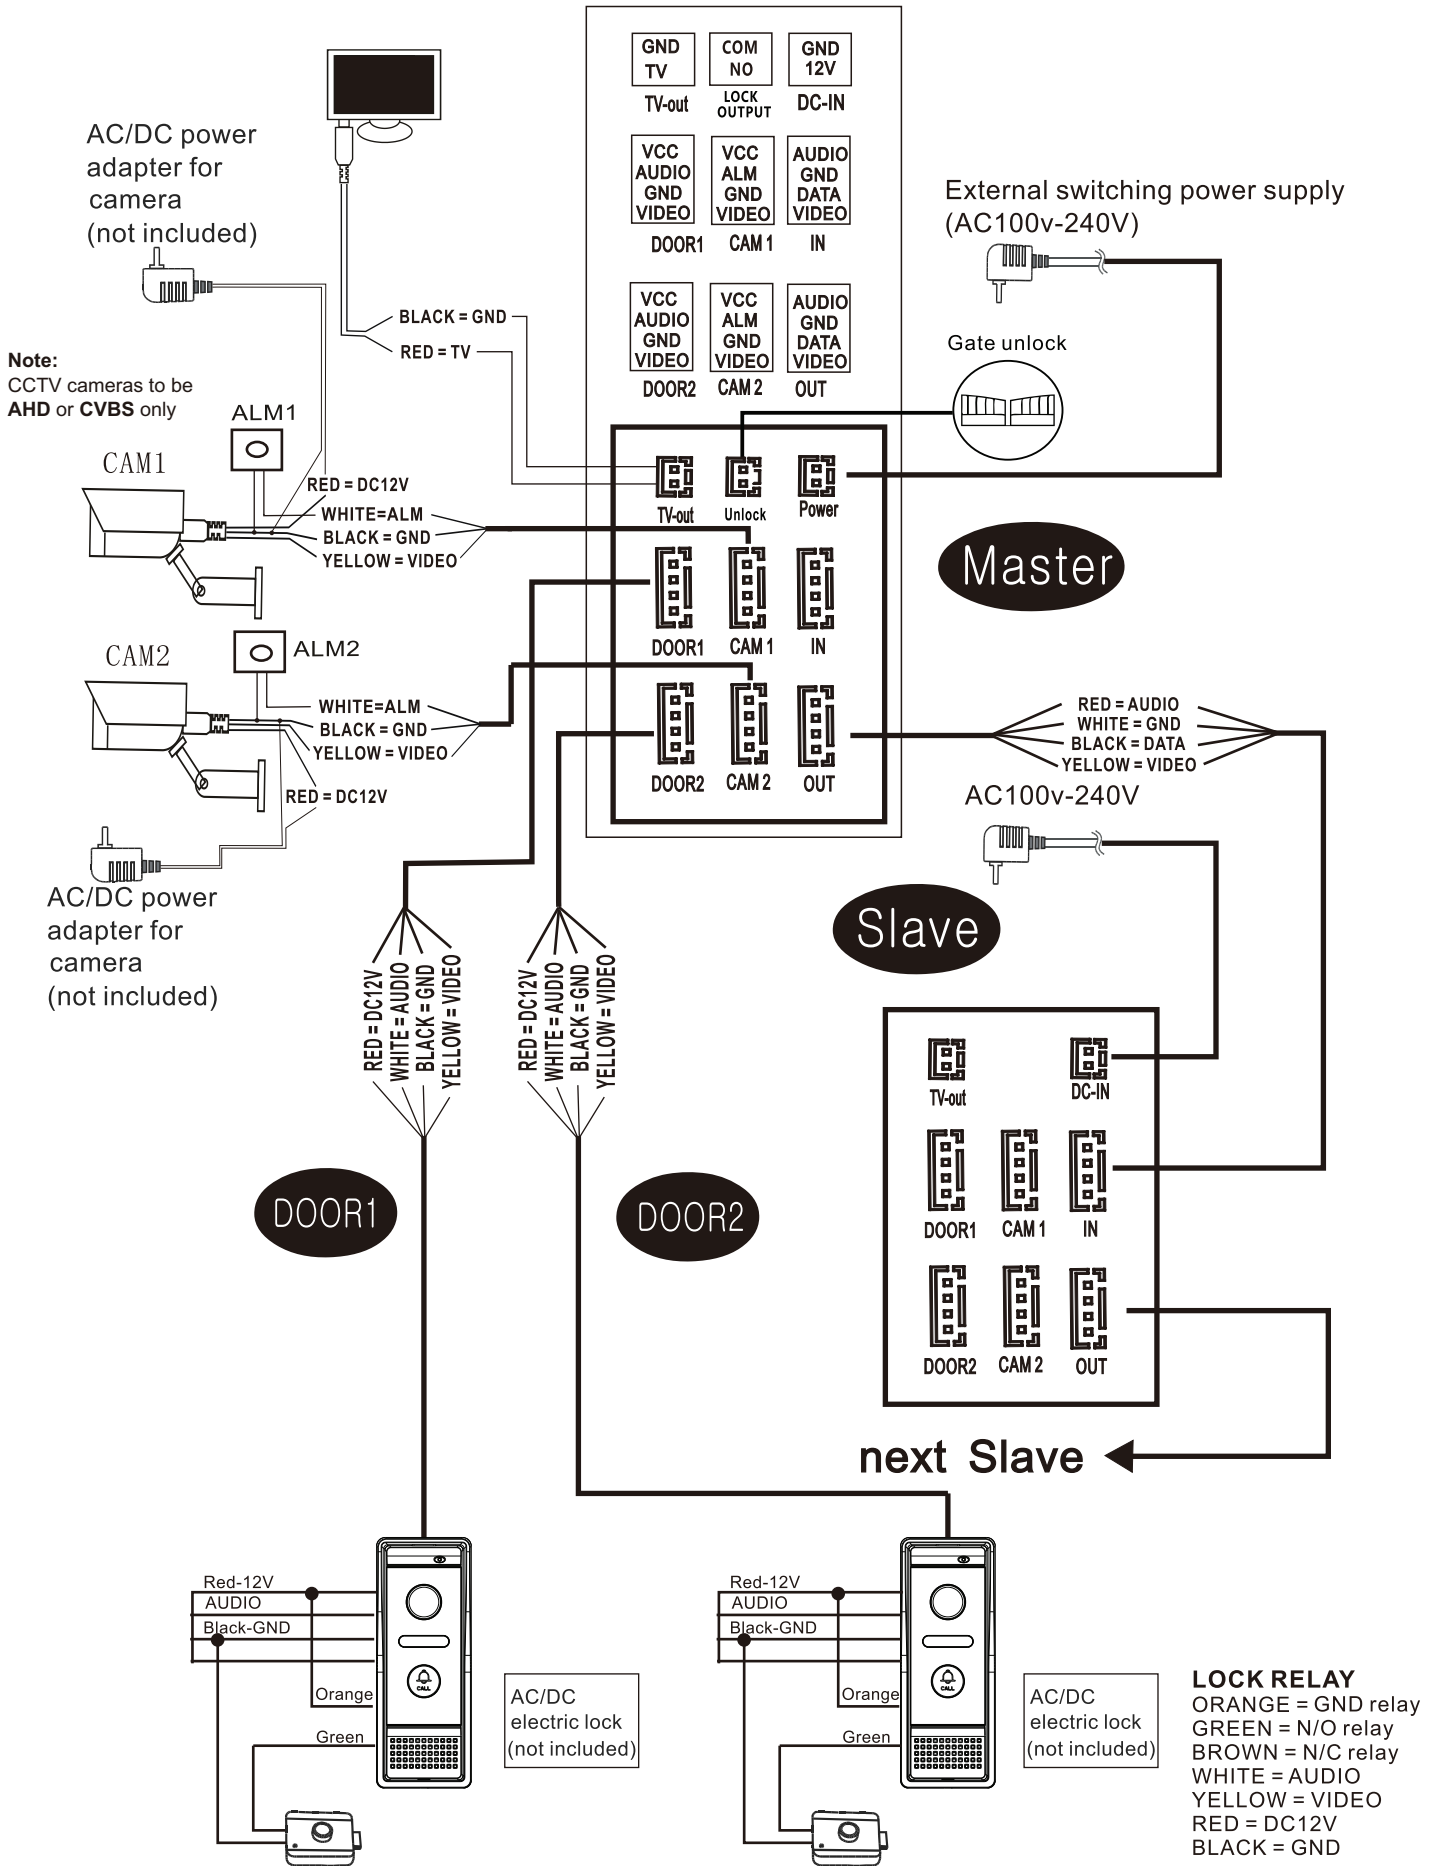 GND
TV
TV-out
COM
NO
LOCK
OUTPUT
GND
12V
DC-IN
VCC
AUDIO
GND
VIDEO
DOOR1
VCC
ALM
GND
VIDEO
CAM 1
AUDIO
GND
DATA
VIDEO
IN
VCC
AUDIO
GND
VIDEO
DOOR2
VCC
ALM
GND
VIDEO
CAM 2
AUDIO
GND
DATA
VIDEO
OUT
AC/DC power
adapter for
camera
(not included)
BLACK = GND
RED = TV
External switching power supply
(AC100v-240V)
Gate unlock
Note:
CCTV cameras to be
AHD or CVBS only
ALM1
CAM1
RED = DC12V
WHITE=ALM
BLACK = GND
YELLOW = VIDEO
TV-out
Unlock
Power
Master
DOOR1
CAM 1
IN
ALM2
CAM2
WHITE=ALM
BLACK = GND
YELLOW = VIDEO
RED = DC12V
DOOR2
CAM 2
OUT
RED = AUDIO
WHITE = GND
BLACK = DATA
YELLOW = VIDEO
AC100v-240V
AC/DC power
adapter for
camera
(not included)
Slave
RED = DC12V
WHITE = AUDIO
BLACK = GND
YELLOW = VIDEO
RED = DC12V
WHITE = AUDIO
BLACK = GND
YELLOW = VIDEO
TV-out
DC-IN
DOOR1
DOOR2
DOOR1
CAM 1
IN
DOOR2
CAM 2
OUT
next Slave
Red-12V
AUDIO
Black-GND
Orange
Green
CALL
AC/DC
electric lock
(not included)
Red-12V
AUDIO
Black-GND
Orange
Green
CALL
AC/DC
electric lock
(not included)
LOCK RELAY
ORANGE = GND relay
GREEN = N/O relay
BROWN = N/C relay
WHITE = AUDIO
YELLOW = VIDEO
RED = DC12V
BLACK = GND